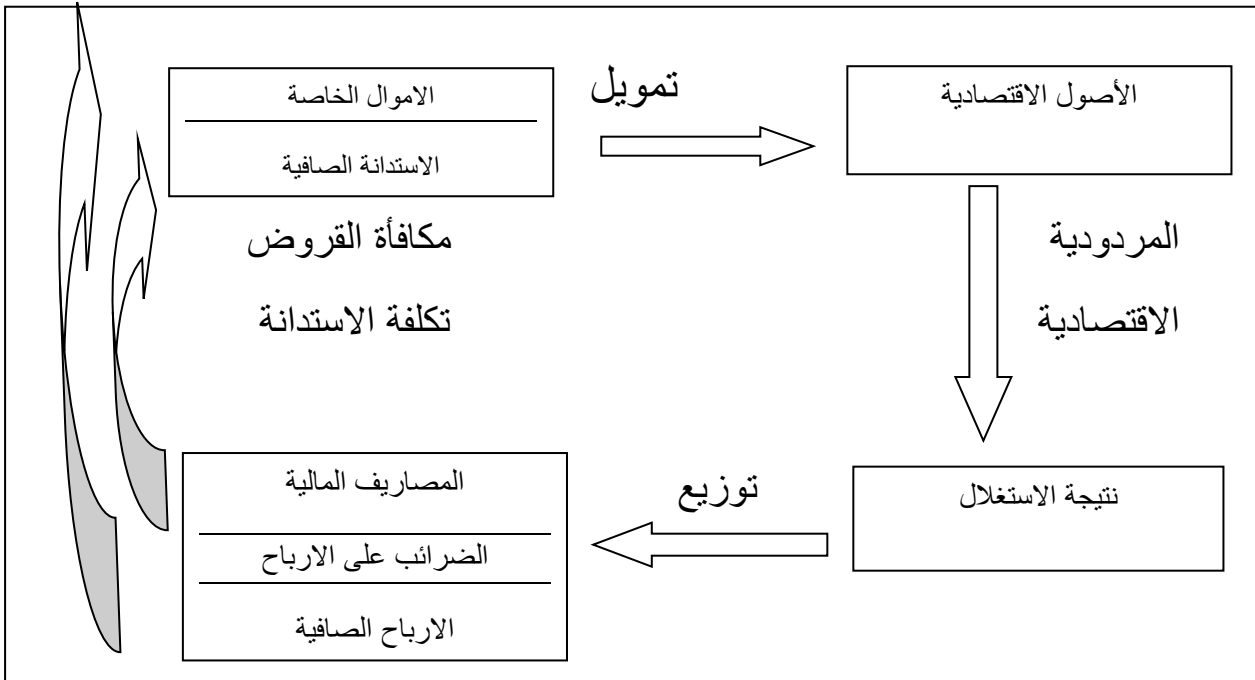 الأصول الاقتصادية
تمويل
الاموال الخاصة
الاستدانة الصافية
المردودية
الاقتصادية
مكافأة القروض
تكلفة الاستدانة
نتيجة الاستغلال
توزيع
المصاريف المالية
الضرائب على الارباح
الارباح الصافية